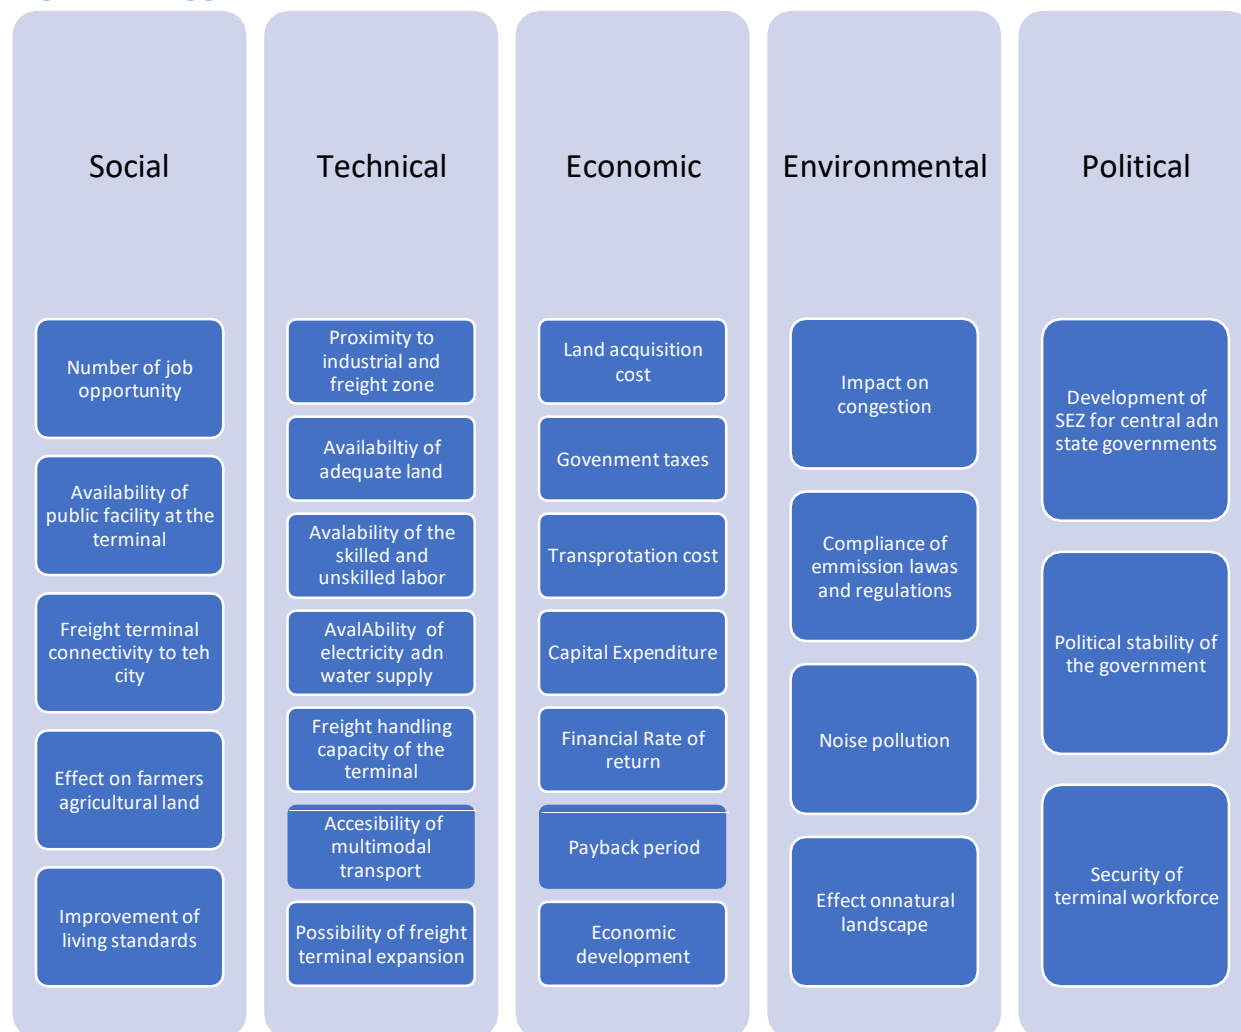 Social
Number of job
opportunity
Availability of
public facility at the
terminal
Freight terminal
connectivity to teh
city
Effect on farmers
agricultural land
Improvement of
living standards
Technical
Proximity to
industrial and
freight zone
Availabiltiy of
adequate land
Avalability of the
skilled and
unskilled labor
AvalAbility of
electricity adn
water supply
Freight handling
capacity of the
terminal
Accesibility of
multimodal
transport
Possibility of freight
terminal expansion
Economic
Land acquisition
cost
Govenment taxes
Transprotation cost
Capital Expenditure
Financial Rate of
return
Payback period
Economic
development
Environmental
Impact on
congestion
Compliance of
emmission lawas
and regulations
Noise pollution
Effect onnatural
landscape
Political
Development of
SEZ for central adn
state governments
Political stability of
the government
Security of
terminal workforce